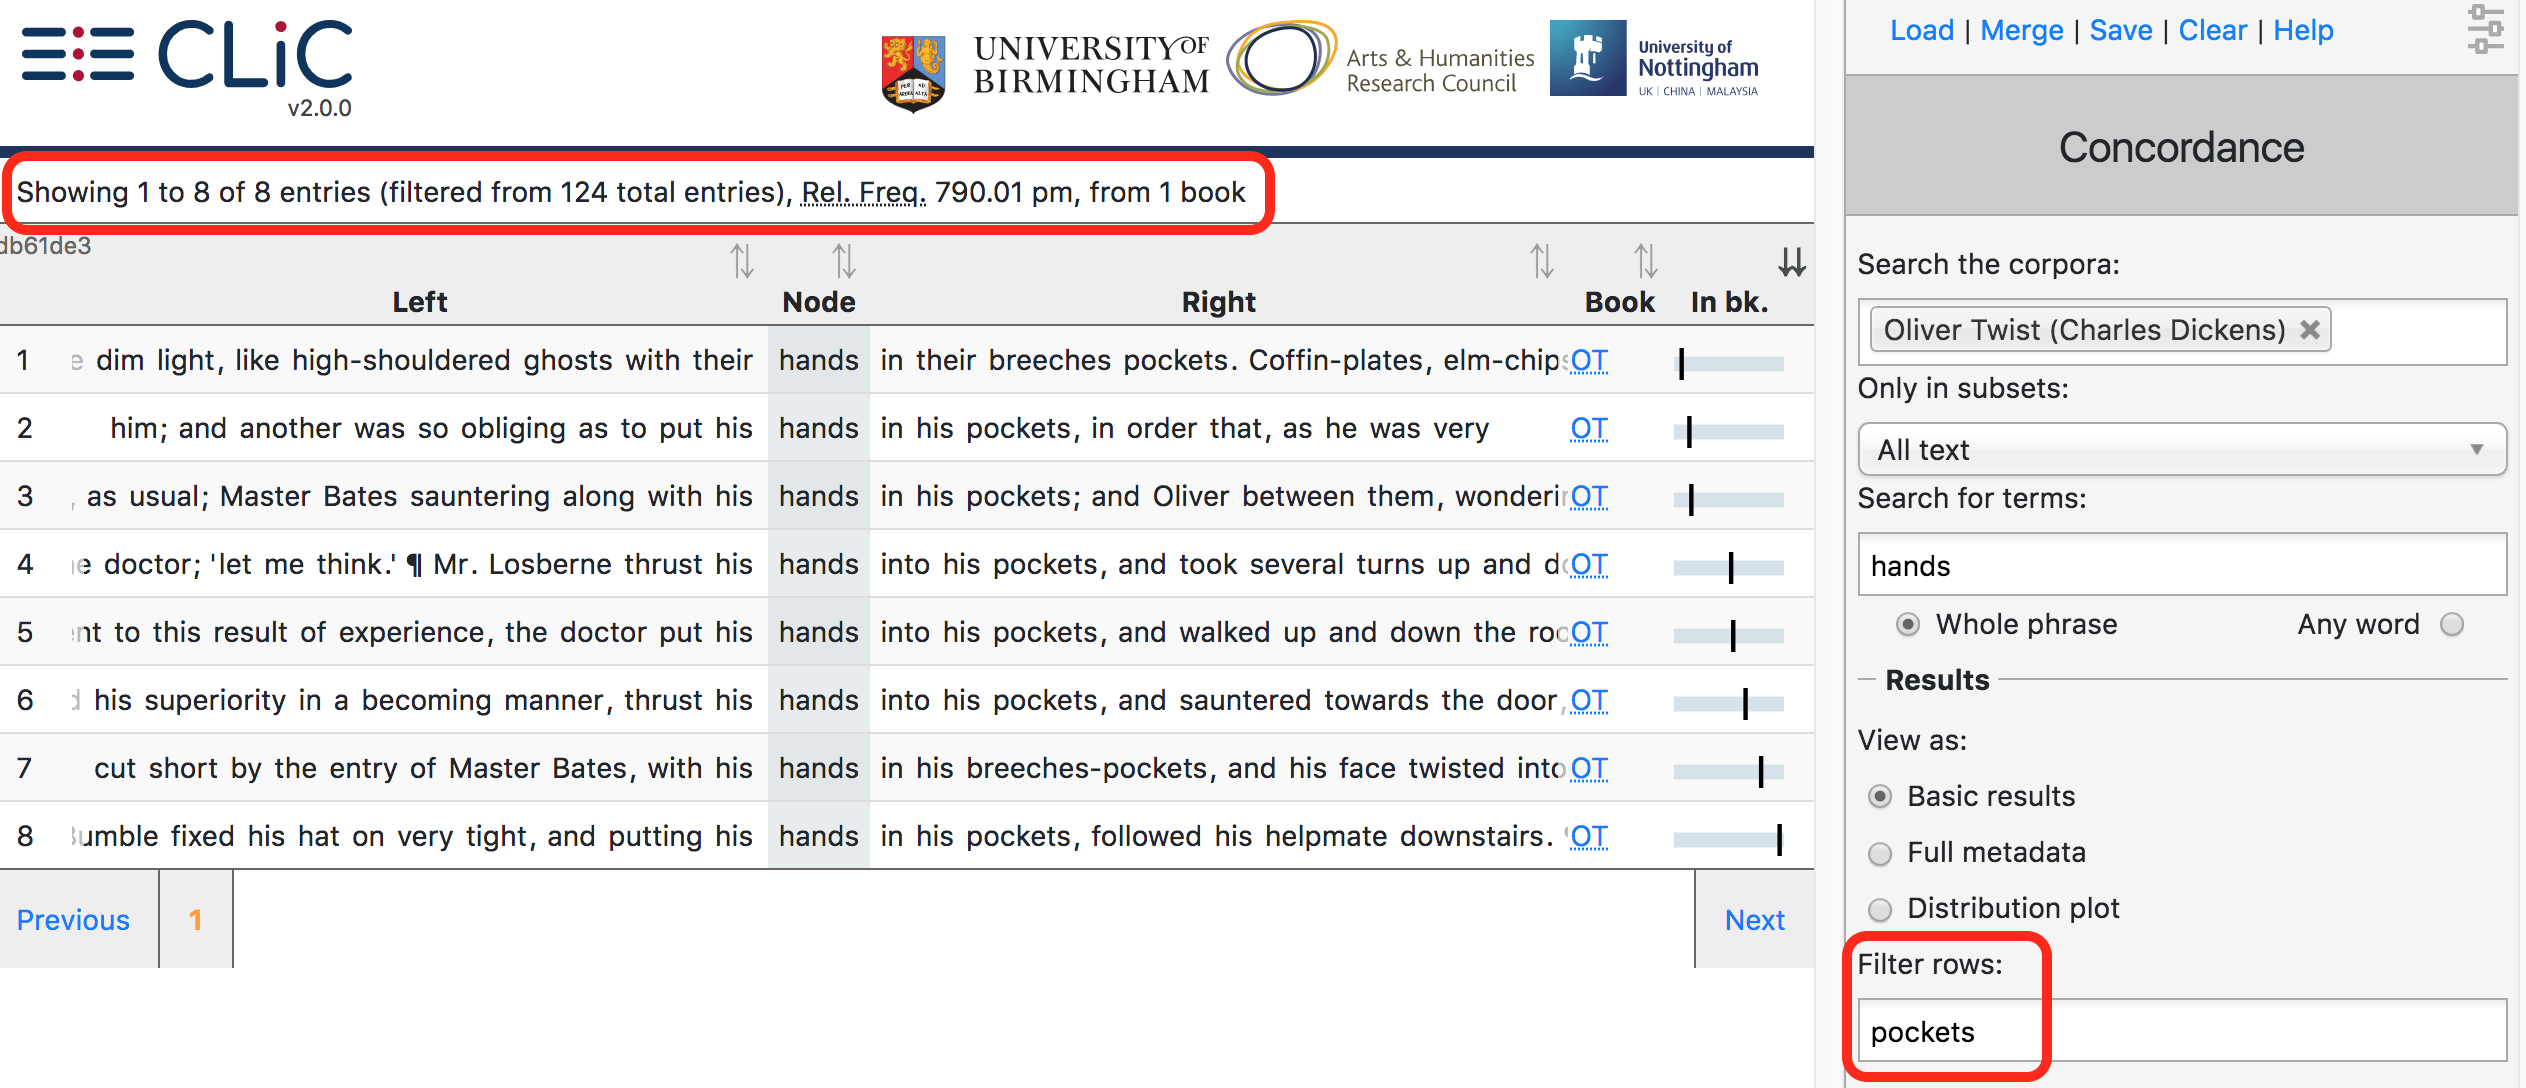 CLiC
v2.0.0
UNIVERSITY OF
BIRMINGHAM
PER AD
ARDUA ALTA
Arts & Humanities
Research Council
University of
Nottingham
UK | CHINA | MALAYSIA
Showing 1 to 8 of 8 entries (filtered from 124 total entries), Rel. Freq. 790.01 pm, from 1 book
db61de3
Left Node Right Book In bk.
1 e dim light, like high-shouldered ghosts with their hands in their breeches pockets. Coffin-plates, elm-chips OT
2 him; and another was so obliging as to put his hands in his pockets, in order that, as he was very OT
3 , as usual; Master Bates sauntering along with his hands in his pockets; and Oliver between them, wonderin OT
4 e doctor; 'let me think.' ¶ Mr. Losberne thrust his hands into his pockets, and took several turns up and do OT
5 nt to this result of experience, the doctor put his hands into his pockets, and walked up and down the roo OT
6 d his superiority in a becoming manner, thrust his hands into his pockets, and sauntered towards the door, OT
7 cut short by the entry of Master Bates, with his hands in his breeches-pockets, and his face twisted into OT
8 Bumble fixed his hat on very tight, and putting his hands in his pockets, followed his helpmate downstairs. OT
Previous 1 Next
Load | Merge | Save | Clear | Help
Concordance
Search the corpora:
Oliver Twist (Charles Dickens) ✖
Only in subsets:
All text
Search for terms:
hands
Whole phrase Any word
Results
View as:
Basic results
Full metadata
Distribution plot
Filter rows:
pockets